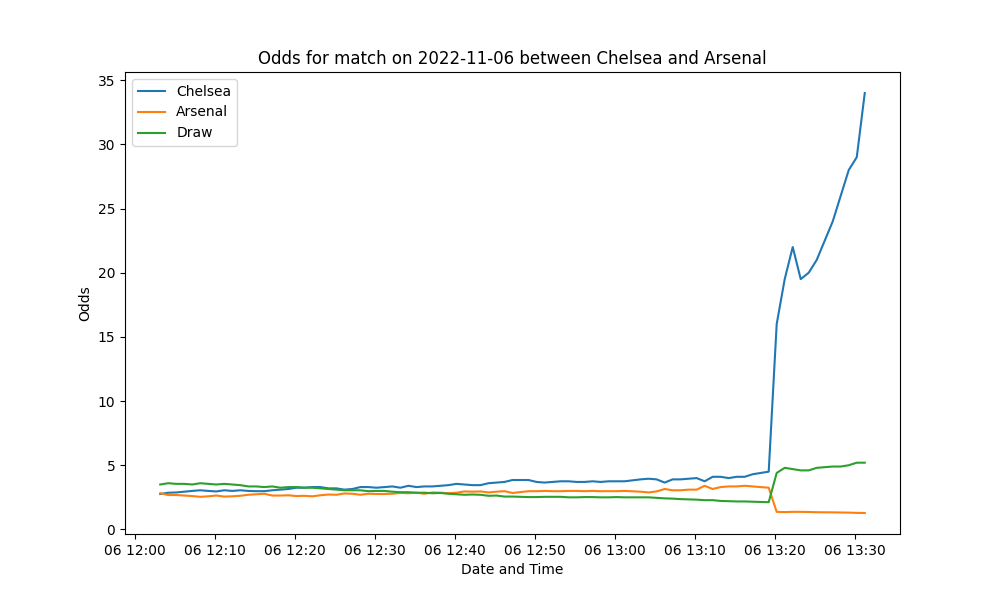 Odds for match on 2022-11-06 between Chelsea and Arsenal
Chelsea
Arsenal
Draw
35
30
25
20
15
10
5
0
Odds
06 12:00 06 12:10 06 12:20 06 12:30 06 12:40 06 12:50 06 13:00 06 13:10 06 13:20 06 13:30
Date and Time